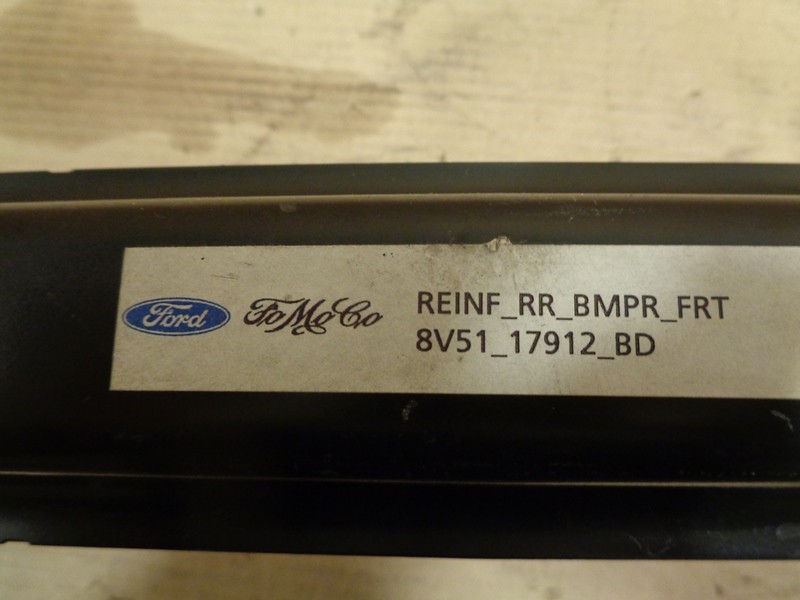 Ford FoMoCo REINF_RR_BMPR_FRT
8V51_17912_BD